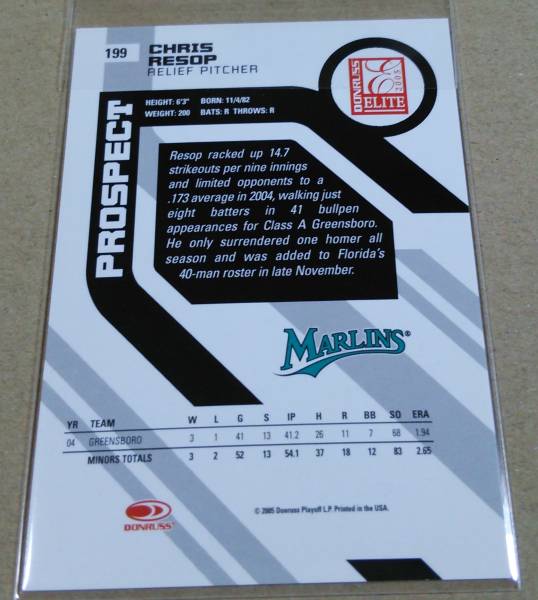 199
CHRIS
RESOP
RELIEF PITCHER
DONRUSS
ELITE
2005
HEIGHT: 6'3" BORN: 11/4/82
WEIGHT: 200 BATS: R THROWS: R
PROSPECT
Resop racked up 14.7
strikeouts per nine innings
and limited opponents to a
.173 average in 2004, walking just
eight batters in 41 bullpen
appearances for Class A Greensboro.
He only surrendered one homer all
season and was added to Florida's
40-man roster in late November.
MARLINS®
YR TEAM W L G S IP H R BB SO ERA
04 GREENSBORO 3 1 41 13 41.2 26 11 7 68 1.94
MINORS TOTALS 3 2 52 13 54.1 37 18 12 83 2.65
DONRUSS
© 2005 Donruss Playoff L.P. Printed in the USA.